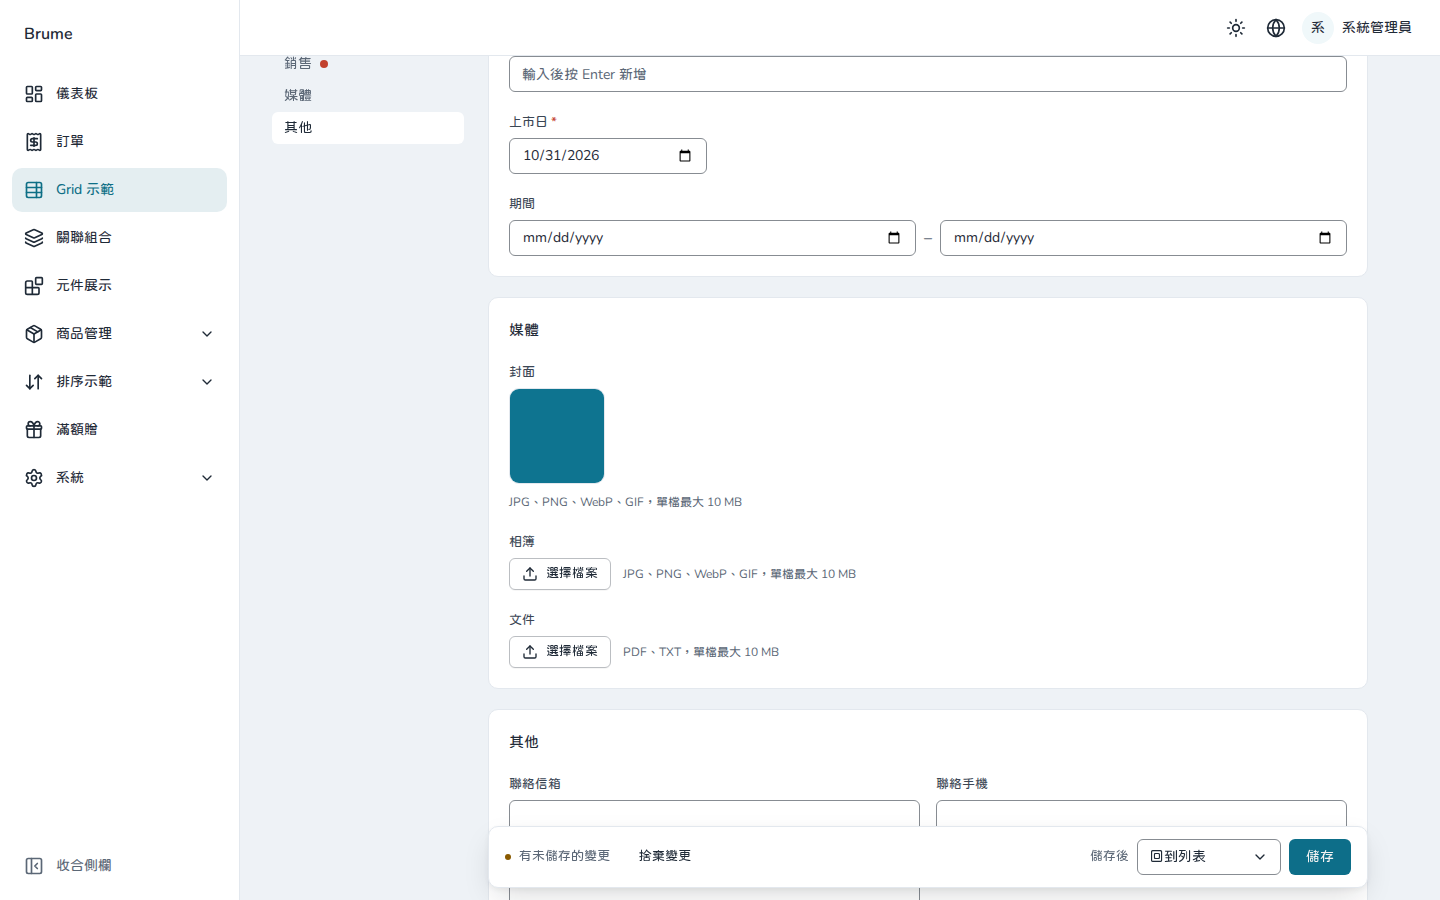 Brume
系
系統管理員
儀表板
訂單
Grid 示範
關聯組合
元件展示
商品管理
排序示範
滿額贈
系統
收合側欄
銷售
媒體
其他
輸入後按 Enter 新增
上市日 *
10/31/2026
期間
mm/dd/yyyy – mm/dd/yyyy
媒體
封面
JPG、PNG、WebP、GIF，單檔最大 10 MB
相簿
選擇檔案 JPG、PNG、WebP、GIF，單檔最大 10 MB
文件
選擇檔案 PDF、TXT，單檔最大 10 MB
其他
聯絡信箱 聯絡手機
有未儲存的變更 捨棄變更 儲存後 回到列表 儲存